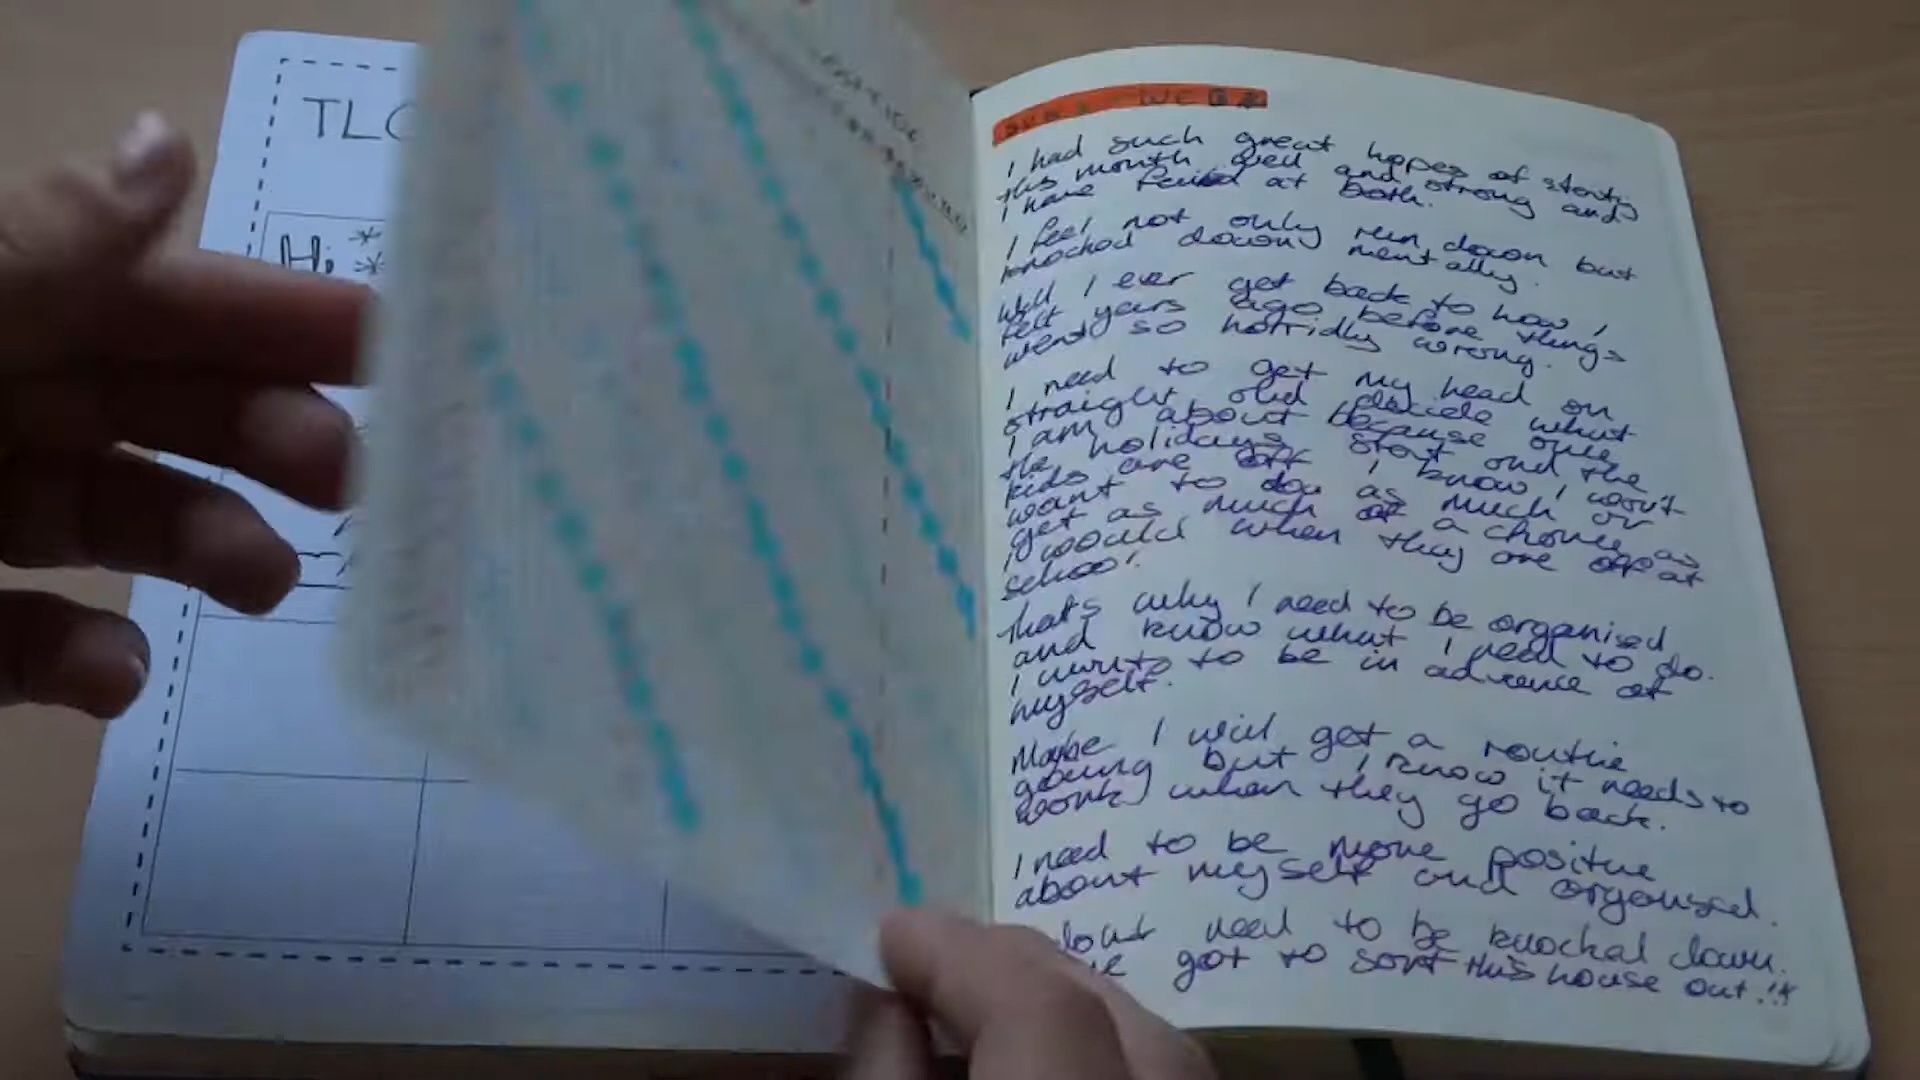 TLC
Hi
I had such great hopes of starting
this month well and strong and
I have failed at both.
I feel not only run down but
knocked down mentally.
Will I ever get back to how I
felt years ago before things
went so horridly wrong.
I need to get my head on
straight and decide what
I am about because once
the holidays start and the
kids are off I know I won't
want to do as much or
get as much of a chance as
I would when they are at
school.
That's why I need to be organised
and know what I need to do.
I to be in advance of
myself.
Maybe I will get a routine
going but I know it needs to
work when they go back.
I need to be more positive
about myself and organised.
need to be knocked down.
got to sort this house out!!